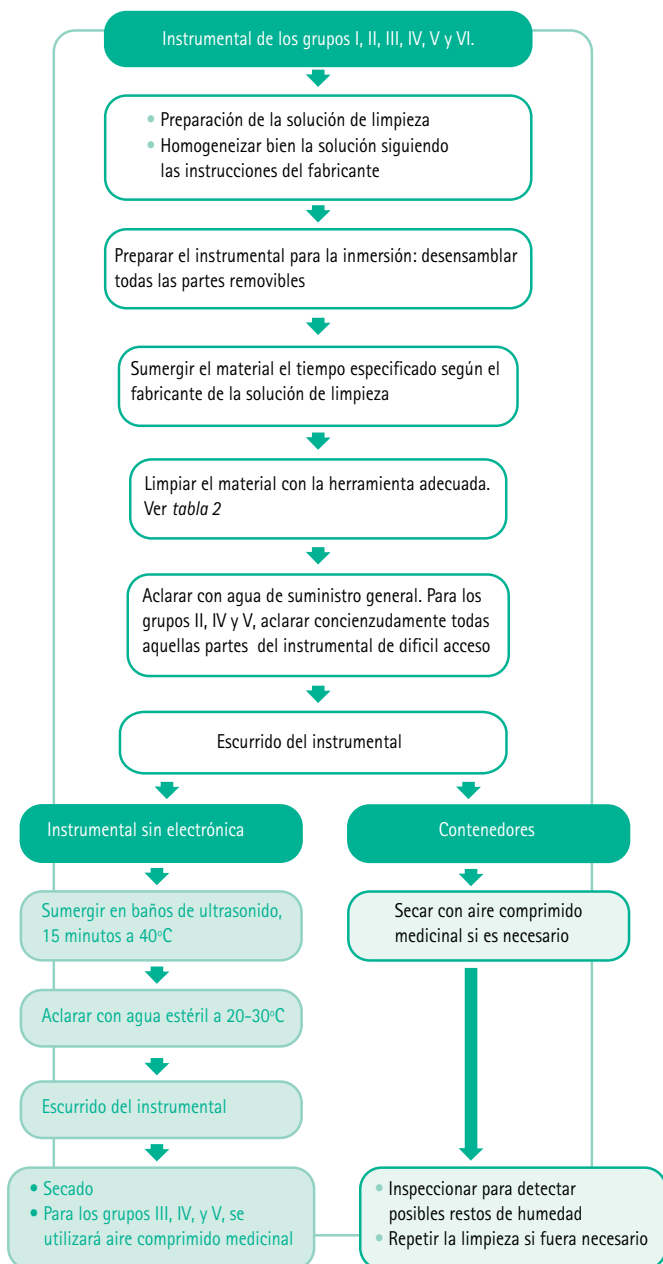 Instrumental de los grupos I, II, III, IV, V y VI.
• Preparación de la solución de limpieza
• Homogeneizar bien la solución siguiendo
las instrucciones del fabricante
Preparar el instrumental para la inmersión: desensamblar
todas las partes removibles
Sumergir el material el tiempo especificado según el
fabricante de la solución de limpieza
Limpiar el material con la herramienta adecuada.
Ver tabla 2
Aclarar con agua de suministro general. Para los
grupos II, IV y V, aclarar concienzudamente todas
aquellas partes del instrumental de dificil acceso
Escurrido del instrumental
Instrumental sin electrónica
Sumergir en baños de ultrasonido,
15 minutos a 40ºC
Aclarar con agua estéril a 20-30ºC
Escurrido del instrumental
• Secado
• Para los grupos III, IV, y V, se
utilizará aire comprimido medicinal
Contenedores
Secar con aire comprimido
medicinal si es necesario
• Inspeccionar para detectar
posibles restos de humedad
• Repetir la limpieza si fuera necesario